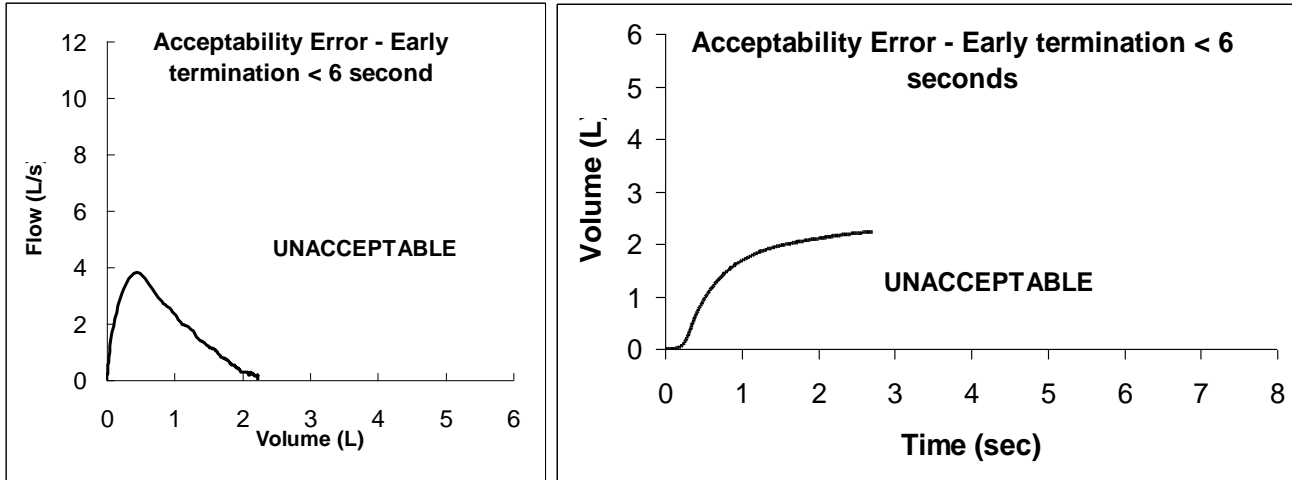 Acceptability Error - Early
termination < 6 second
12
10
8
6
4
2
0
Flow (L/s)
UNACCEPTABLE
0 1 2 3 4 5 6
Volume (L)
Acceptability Error - Early termination < 6
seconds
6
5
4
3
2
1
0
Volume (L)
UNACCEPTABLE
0 1 2 3 4 5 6 7 8
Time (sec)